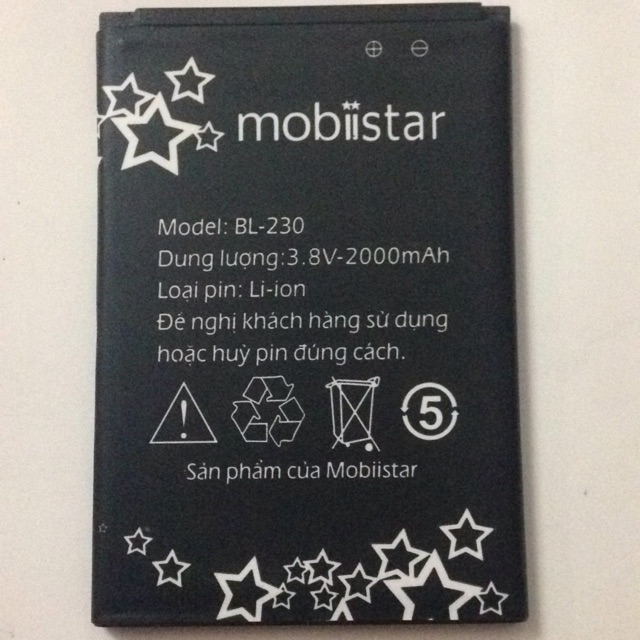 mobiistar
Model: BL-230
Dung lượng:3.8V-2000mAh
Loại pin: Li-ion
Đề nghị khách hàng sử dụng
hoặc huỷ pin đúng cách.
5
Sản phẩm của Mobiistar